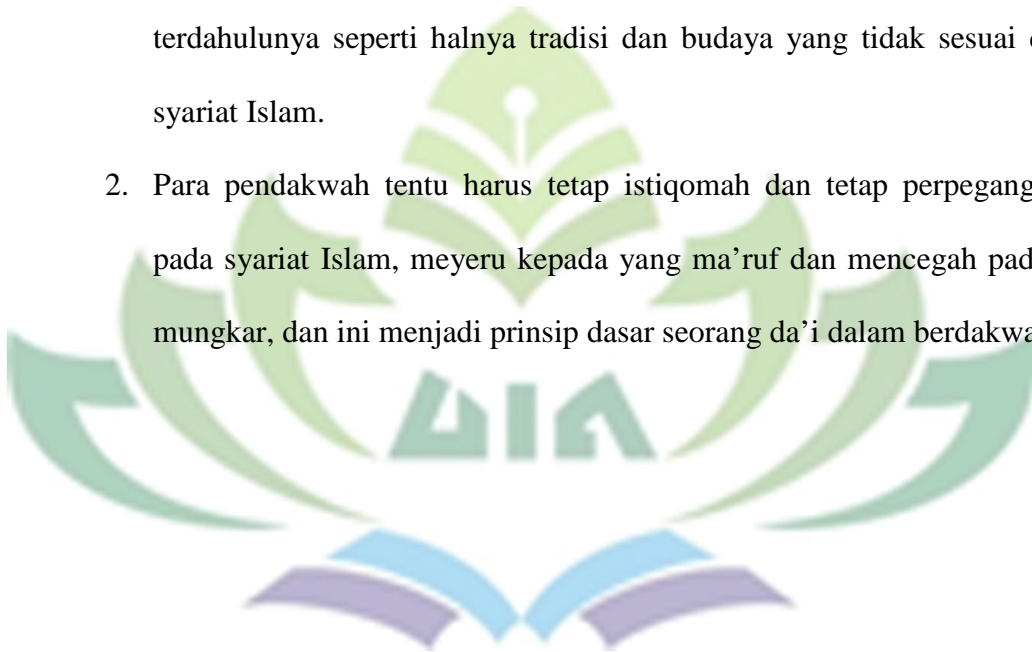 terdahulunya seperti halnya tradisi dan budaya yang tidak sesuai
syariat Islam.
2. Para pendakwah tentu harus tetap istiqomah dan tetap perpegang
pada syariat Islam, meyeru kepada yang ma’ruf dan mencegah pad
mungkar, dan ini menjadi prinsip dasar seorang da’i dalam berdakwa
UIN